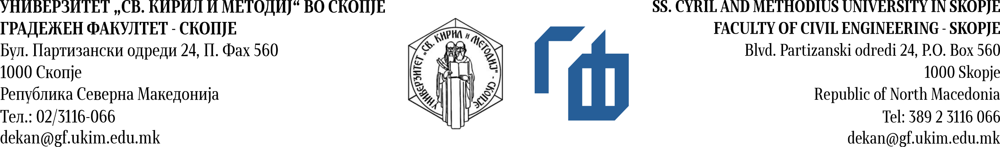 УНИВЕРЗИТЕТ „СВ. КИРИЛ И МЕТОДИЈ“ ВО СКОПЈЕ
ГРАДЕЖЕН ФАКУЛТЕТ - СКОПЈЕ
Бул. Партизански одреди 24, П. Фах 560
1000 Скопје
Република Северна Македонија
Тел.: 02/3116-066
dekan@gf.ukim.edu.mk
УНИВЕРЗИТЕТ „СВ. КИРИЛ И МЕТОДИЈ" - СКОПЈЕ
ГФ
SS. CYRIL AND METHODIUS UNIVERSITY IN SKOPJE
FACULTY OF CIVIL ENGINEERING - SKOPJE
Blvd. Partizanski odredi 24, P.O. Box 560
1000 Skopje
Republic of North Macedonia
Tel: 389 2 3116 066
dekan@gf.ukim.edu.mk